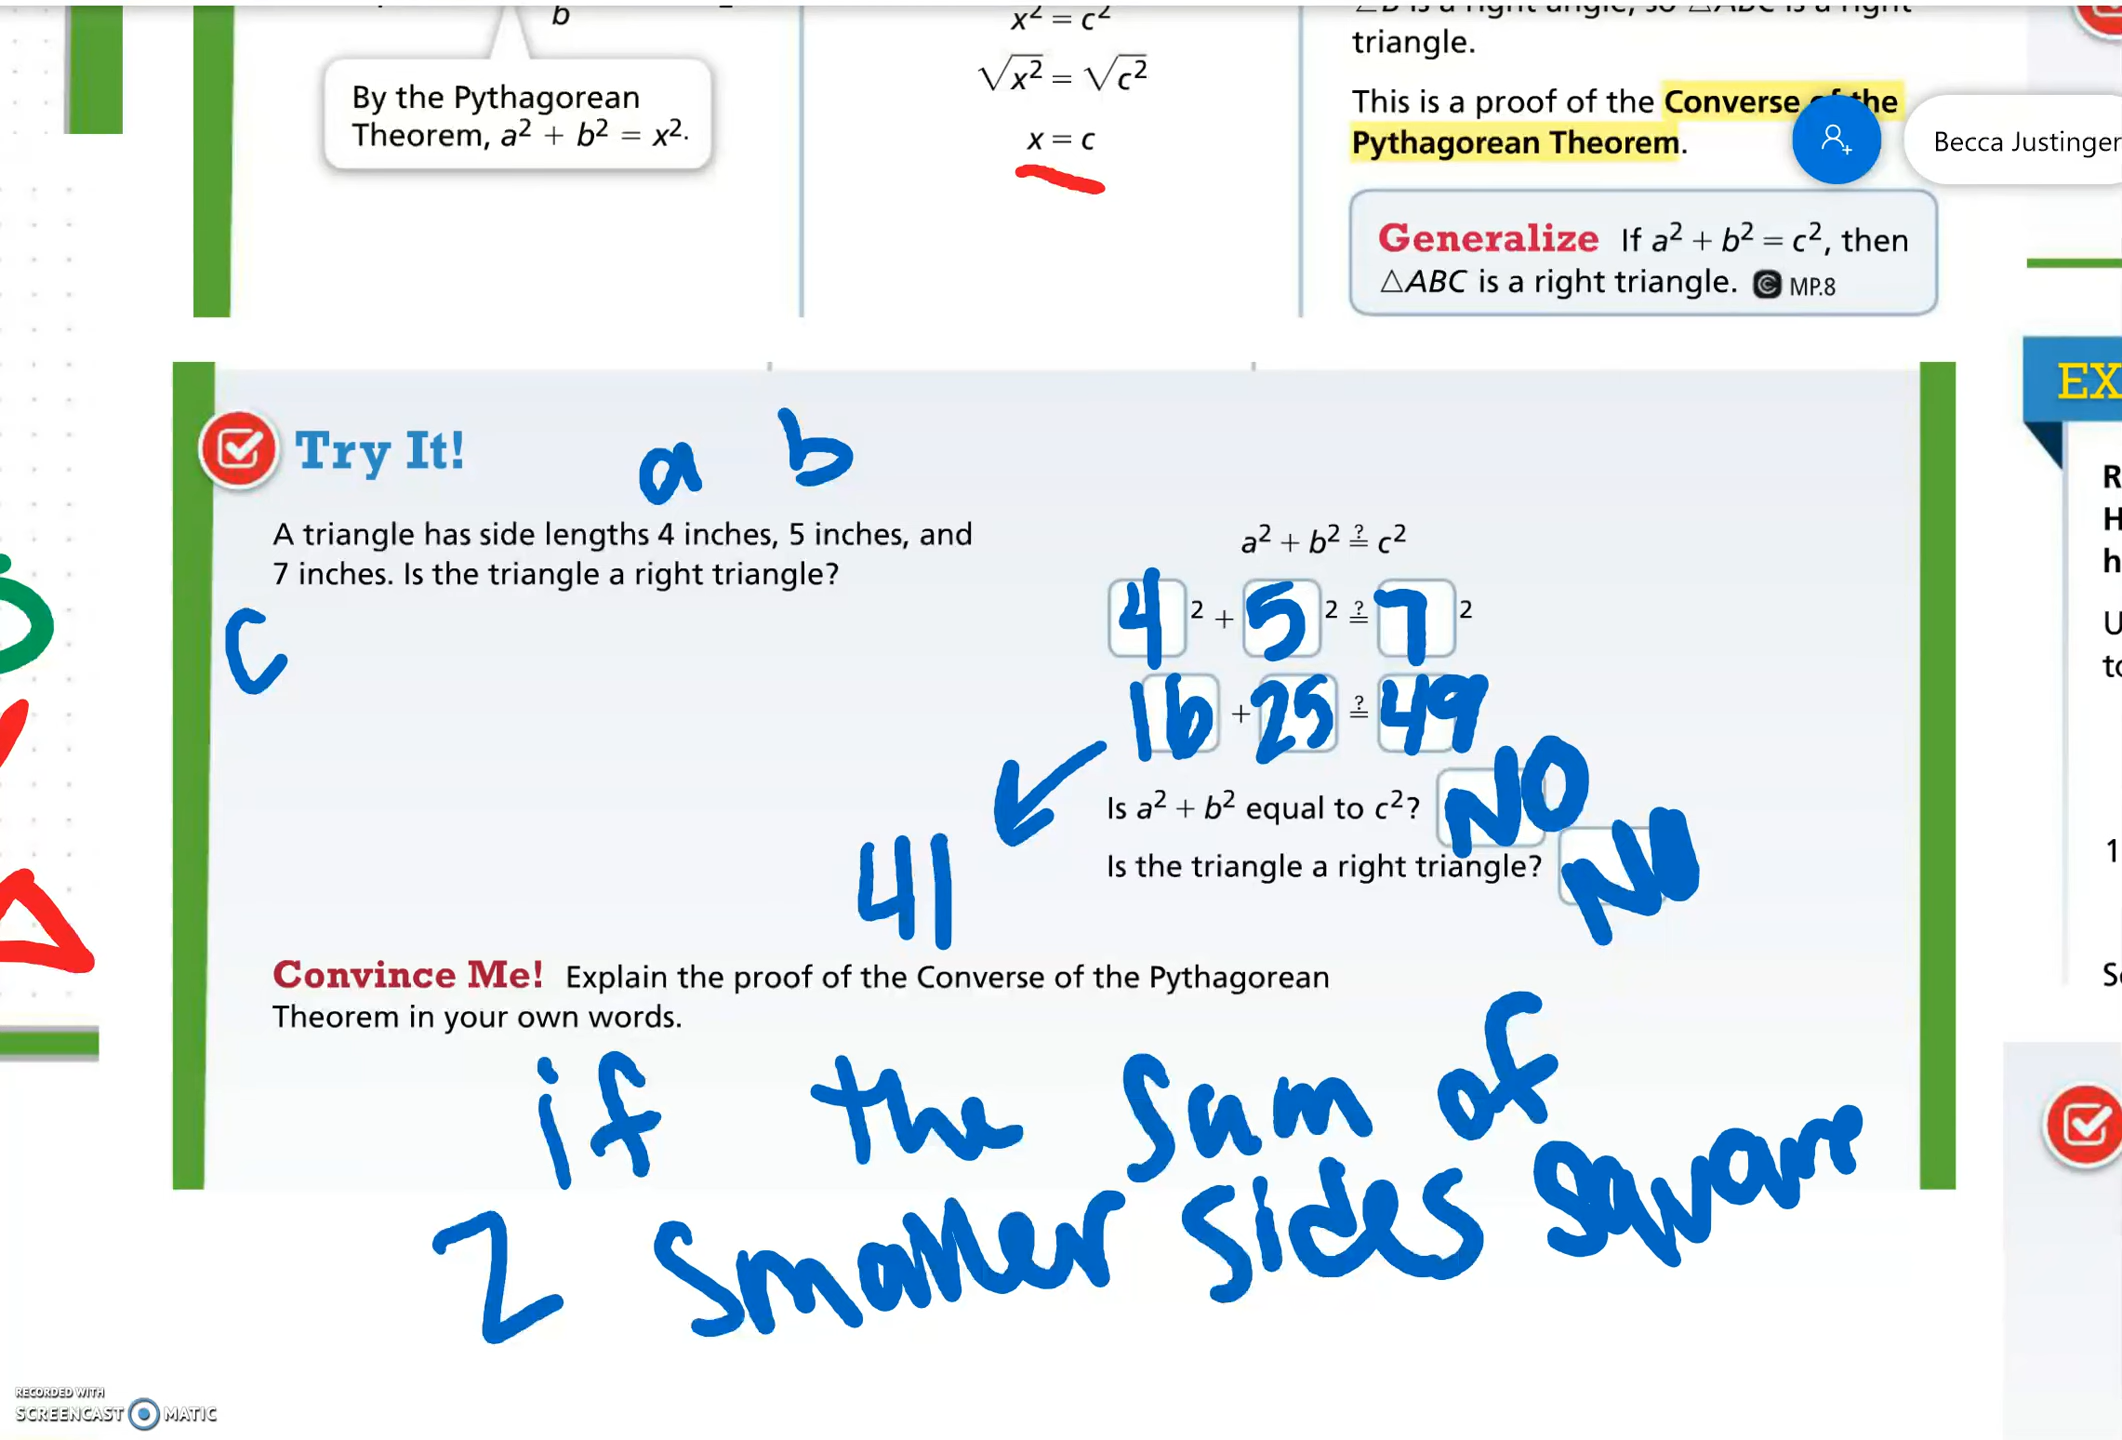 b
By the Pythagorean
Theorem, a² + b² = x².
x² = c²
√x² = √c²
x = c
triangle.
This is a proof of the Converse of the
Pythagorean Theorem.
Becca Justinger
Generalize If a² + b² = c², then
△ABC is a right triangle. MP.8
EX
Try It!
a b
A triangle has side lengths 4 inches, 5 inches, and
7 inches. Is the triangle a right triangle?
c
a² + b² ≟ c²
4² + 5² ≟ 7²
16 + 25 ≟ 49
41
Is a² + b² equal to c²? NO
Is the triangle a right triangle? NO
Convince Me! Explain the proof of the Converse of the Pythagorean
Theorem in your own words.
if the sum of
2 smaller sides square
R
H
h
U
to
1
So
RECORDED WITH
SCREENCAST MATIC